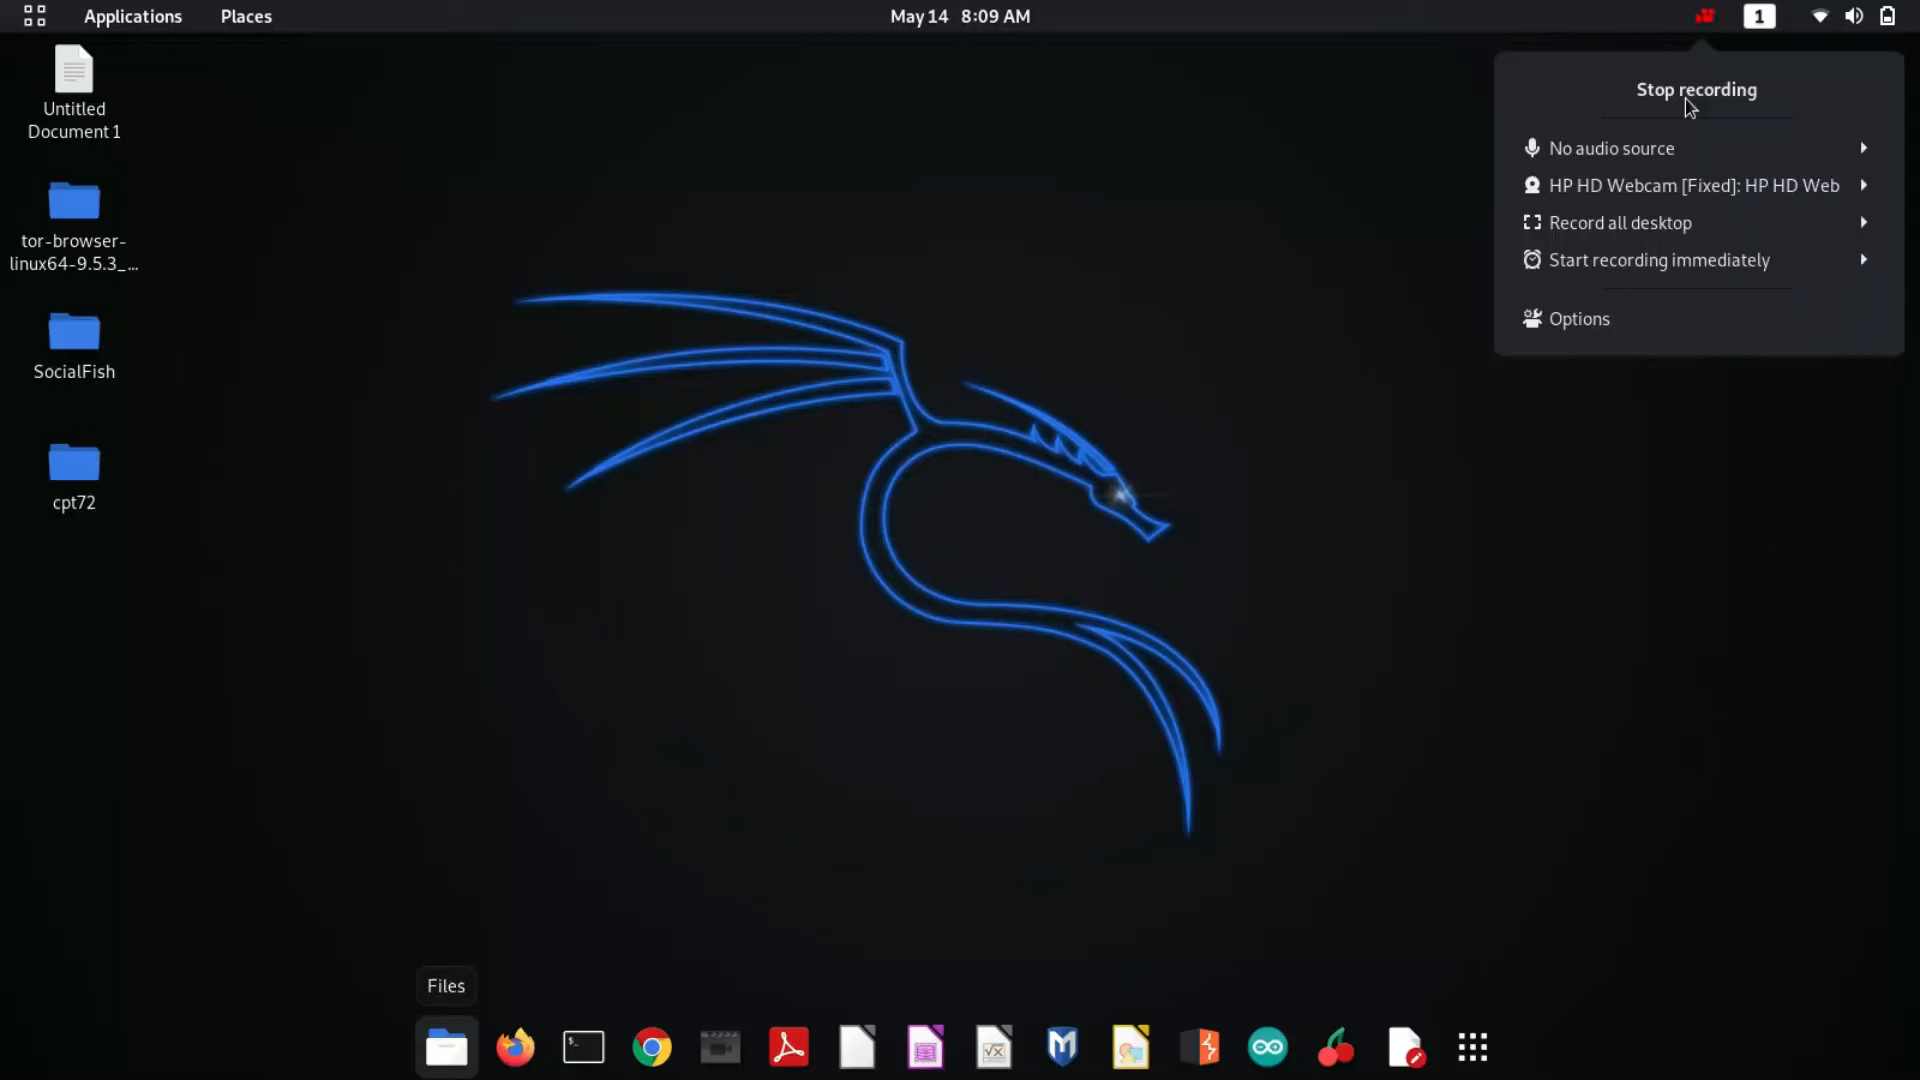 Applications Places May 14 8:09 AM 1
Untitled
Document 1
tor-browser-
linux64-9.5.3_...
SocialFish
cpt72
Stop recording
No audio source
HP HD Webcam [Fixed]: HP HD Web
Record all desktop
Start recording immediately
Options
Files
$_